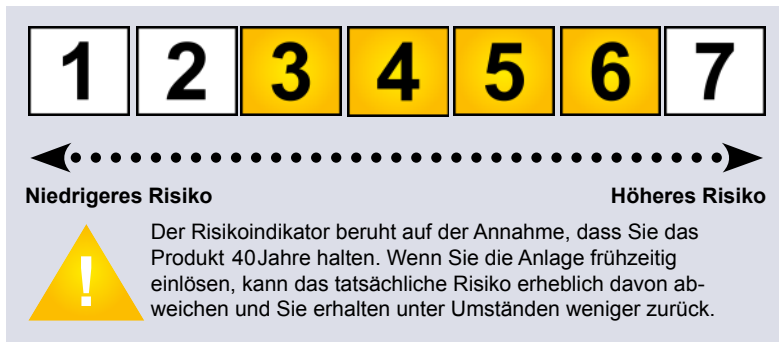 1 2 3 4 5 6 7
Niedrigeres Risiko Höheres Risiko
Der Risikoindikator beruht auf der Annahme, dass Sie das
Produkt 40 Jahre halten. Wenn Sie die Anlage frühzeitig
einlösen, kann das tatsächliche Risiko erheblich davon ab-
weichen und Sie erhalten unter Umständen weniger zurück.
!